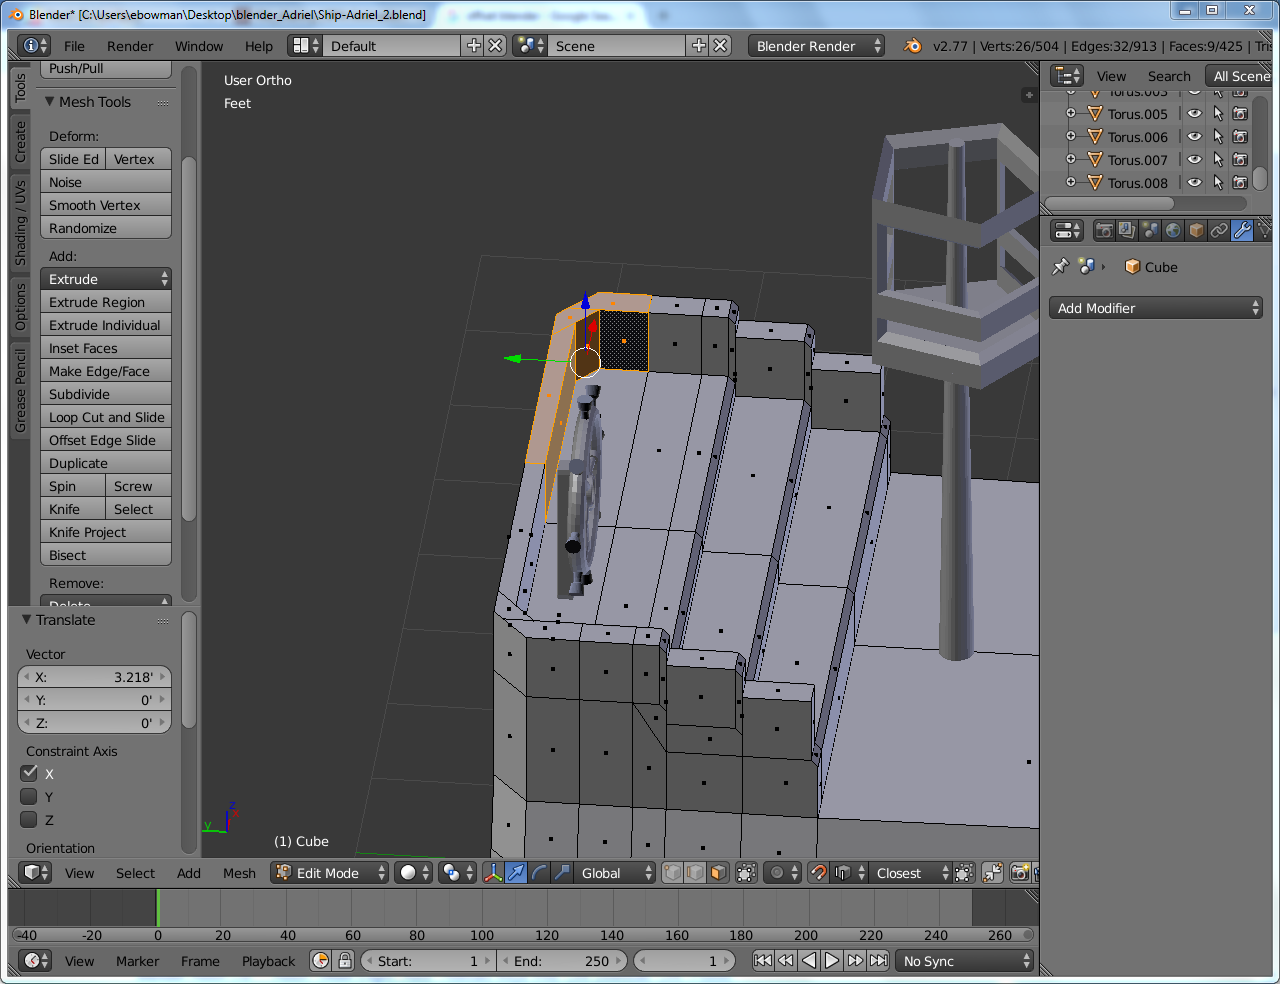 Blender* [C:\Users\ebowman\Desktop\blender_Adriel\Ship-Adriel_2.blend]
File Render Window Help Default Scene Blender Render v2.77 | Verts:26/504 | Edges:32/913 | Faces:9/425 | Tris
Tools
Create
Shading / UVs
Options
Grease Pencil
Push/Pull
Mesh Tools
Deform:
Slide Ed Vertex
Noise
Smooth Vertex
Randomize
Add:
Extrude
Extrude Region
Extrude Individual
Inset Faces
Make Edge/Face
Subdivide
Loop Cut and Slide
Offset Edge Slide
Duplicate
Spin Screw
Knife Select
Knife Project
Bisect
Remove:
Delete
Translate
Vector
X: 3.218'
Y: 0'
Z: 0'
Constraint Axis
X
Y
Z
Orientation
User Ortho
Feet
z
y
(1) Cube
View Search All Scene
Torus.003
Torus.005
Torus.006
Torus.007
Torus.008
Cube
Add Modifier
View Select Add Mesh Edit Mode Global Closest
-40 -20 0 20 40 60 80 100 120 140 160 180 200 220 240 260
View Marker Frame Playback Start: 1 End: 250 1 No Sync